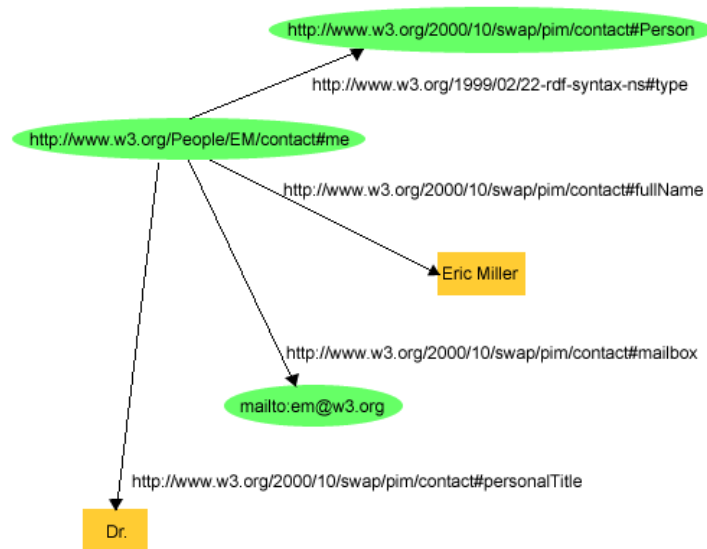 http://www.w3.org/2000/10/swap/pim/contact#Person
http://www.w3.org/1999/02/22-rdf-syntax-ns#type
http://www.w3.org/People/EM/contact#me
http://www.w3.org/2000/10/swap/pim/contact#fullName
Eric Miller
http://www.w3.org/2000/10/swap/pim/contact#mailbox
mailto:em@w3.org
http://www.w3.org/2000/10/swap/pim/contact#personalTitle
Dr.